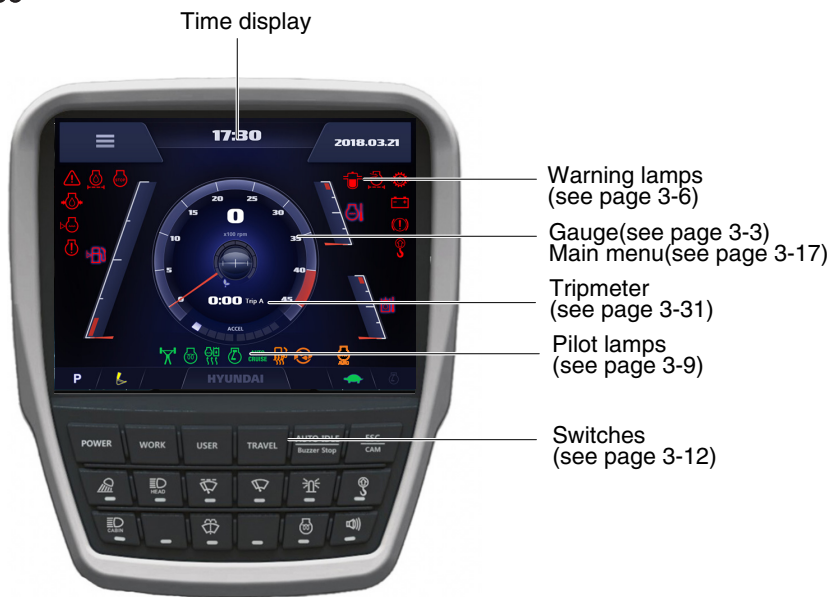 Time display
17:30
2018.03.21
Warning lamps
(see page 3-6)
Gauge(see page 3-3)
Main menu(see page 3-17)
Tripmeter
(see page 3-31)
Pilot lamps
(see page 3-9)
Switches
(see page 3-12)
20
25
15
0
30
x100 rpm
10
35
5
40
0
0:00 Trip A
45
ACCEL
CRUISE
P
HYUNDAI
POWER
WORK
USER
TRAVEL
AUTO IDLE
Buzzer Stop
ESC
CAM
HEAD
CABIN